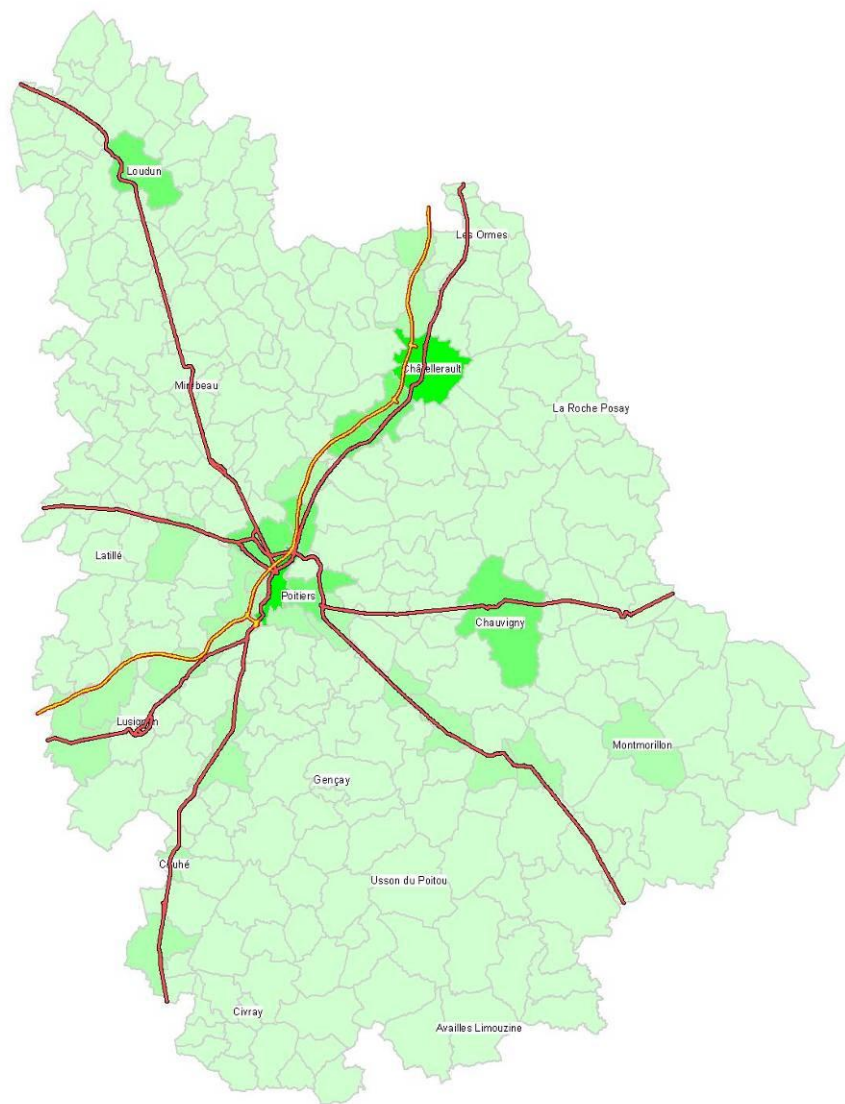 Loudun
Les Ormes
Châtellerault
Mirebeau
La Roche Posay
Latillé
Poitiers
Chauvigny
Lusignan
Montmorillon
Gençay
Couhé
Usson du Poitou
Civray
Availles Limouzine